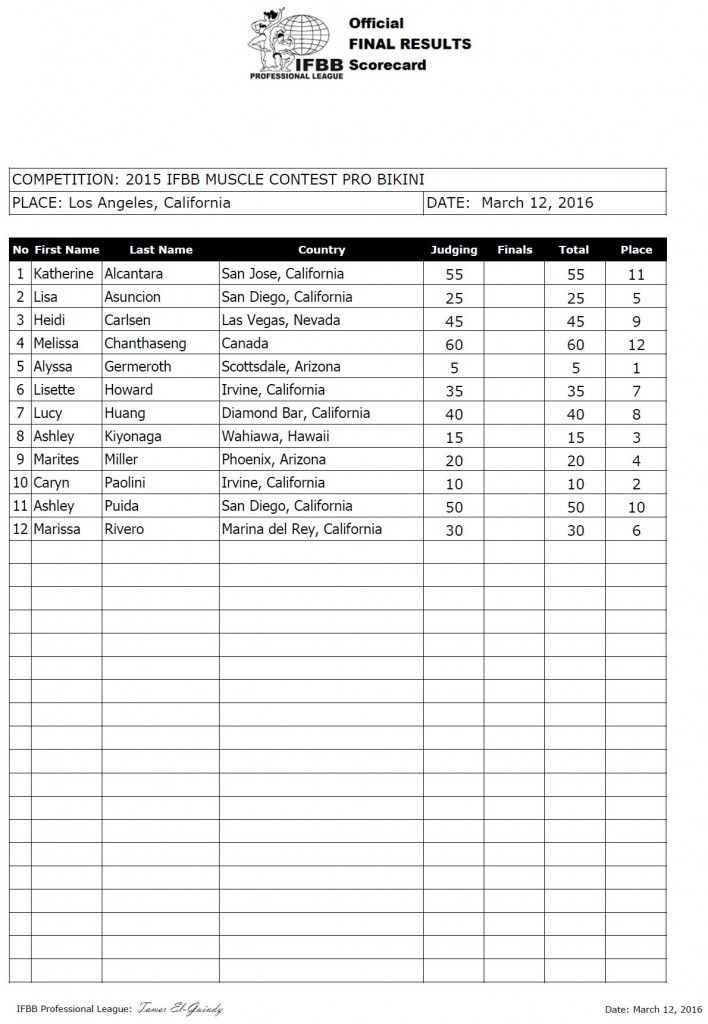 Official
FINAL RESULTS
IFBB Scorecard
PROFESSIONAL LEAGUE
COMPETITION: 2015 IFBB MUSCLE CONTEST PRO BIKINI
PLACE: Los Angeles, California DATE: March 12, 2016
No First Name Last Name Country Judging Finals Total Place
1 Katherine Alcantara San Jose, California 55 55 11
2 Lisa Asuncion San Diego, California 25 25 5
3 Heidi Carlsen Las Vegas, Nevada 45 45 9
4 Melissa Chanthaseng Canada 60 60 12
5 Alyssa Germeroth Scottsdale, Arizona 5 5 1
6 Lisette Howard Irvine, California 35 35 7
7 Lucy Huang Diamond Bar, California 40 40 8
8 Ashley Kiyonaga Wahiawa, Hawaii 15 15 3
9 Marites Miller Phoenix, Arizona 20 20 4
10 Caryn Paolini Irvine, California 10 10 2
11 Ashley Puida San Diego, California 50 50 10
12 Marissa Rivero Marina del Rey, California 30 30 6
IFBB Professional League: Tamer El-Guindy Date: March 12, 2016